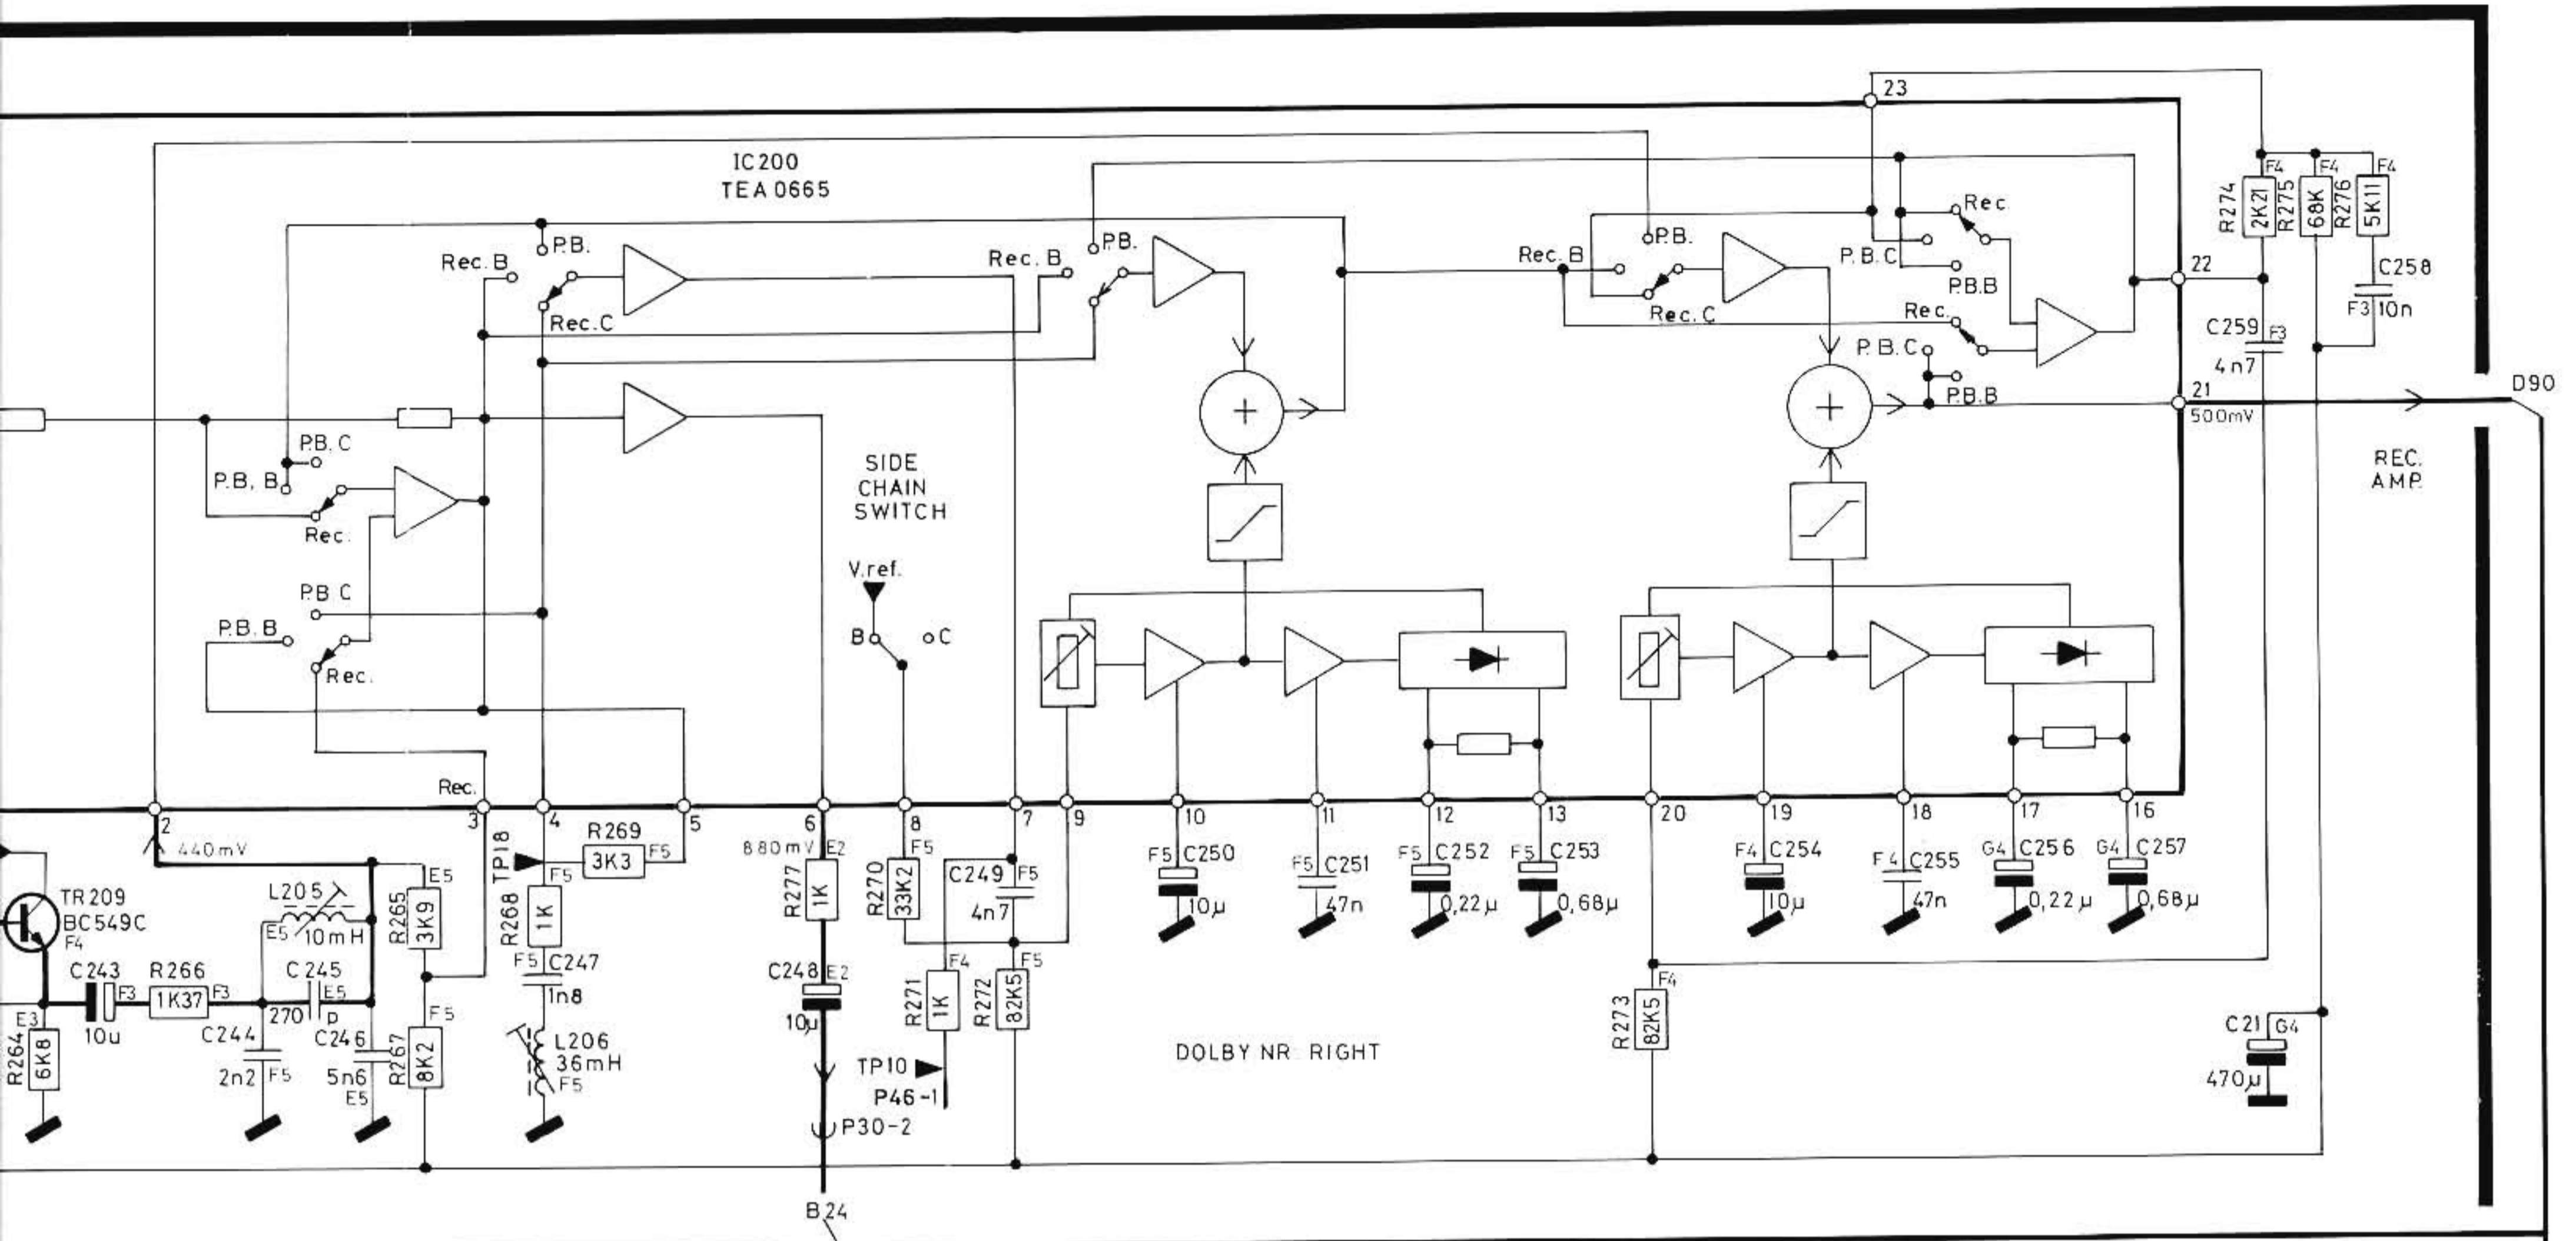 23
IC200
TEA 0665
R274
F4
2K21
R275
F4
68K
R276
F4
5K11
Rec.
P.B.
Rec. B
Rec. C
Rec. B
P.B.
Rec. B
P.B.
Rec. C
P.B.C
P.B.B
Rec.
P.B.C
P.B.B
22
C258
F3
10n
C259
F3
4n7
21
500mV
D90
REC.
AMP.
P.B. C
P.B. B
Rec.
SIDE
CHAIN
SWITCH
V.ref.
B
C
P.B C
P.B. B
Rec.
Rec.
2
3
4
5
6
8
7
9
10
11
12
13
20
19
18
17
16
440mV
TP18
R269
3K3
F5
880mV
E2
R277
1K
F5
R270
33K2
C249
F5
4n7
F5
C250
10µ
F5
C251
47n
F5
C252
0,22µ
F5
C253
0,68µ
F4
C254
10µ
F4
C255
47n
G4
C256
0,22µ
G4
C257
0,68µ
TR209
BC549C
F4
L205
E5
10mH
E5
R265
3K9
F5
R268
1K
C243
F3
10u
R266
1K37
F3
C245
E5
270
p
F5
C247
1n8
C248
E2
10µ
F4
R271
1K
F5
R272
82K5
F4
R273
82K5
E3
R264
6K8
C244
2n2
F5
C246
5n6
E5
F5
R267
8K2
L206
36mH
F5
TP10
P46-1
P30-2
DOLBY NR RIGHT
C21
G4
470µ
B24